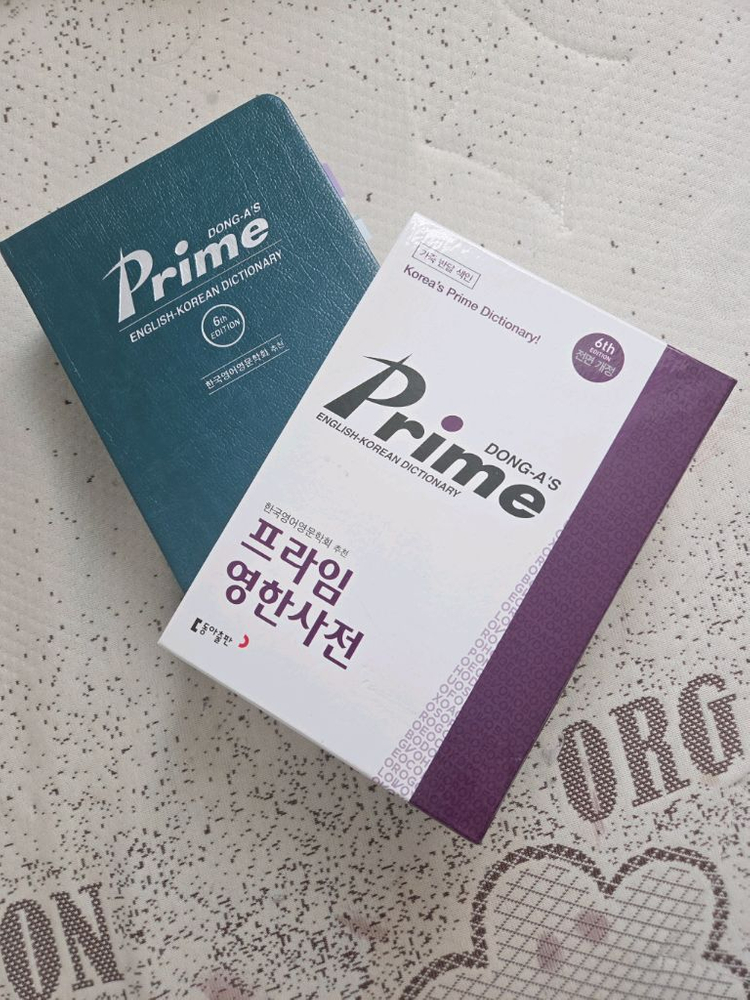 DONG-A'S
Prime
ENGLISH-KOREAN DICTIONARY
6th
EDITION
한국영어영문학회 추천
가죽 반달 색인
Korea's Prime Dictionary!
6th
EDITION
전면 개정
Prime
DONG-A'S
ENGLISH-KOREAN DICTIONARY
한국영어영문학회 추천
프라임
영한사전
동아출판
ORG
ON